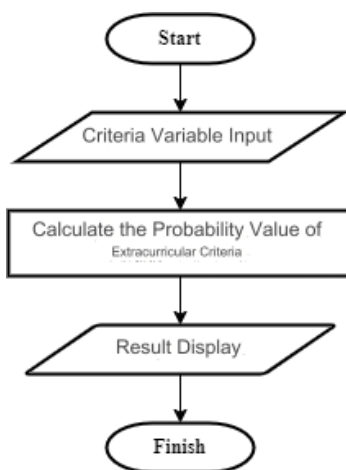 Start
Criteria Variable Input
Calculate the Probability Value of
Extracurricular Criteria
Result Display
Finish